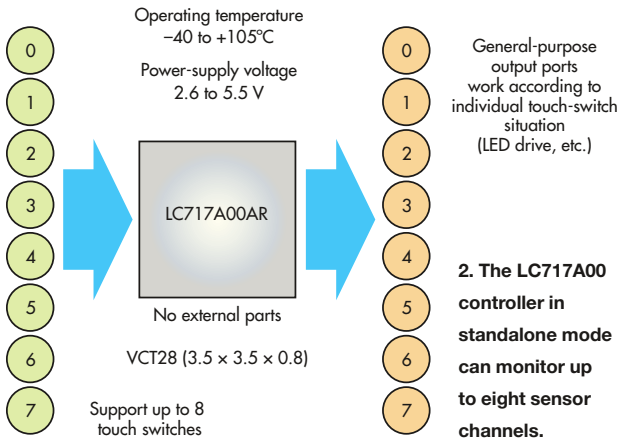 Operating temperature
–40 to +105°C
Power-supply voltage
2.6 to 5.5 V
0
1
2
3
4
5
6
7
LC717A00AR
No external parts
VCT28 (3.5 × 3.5 × 0.8)
Support up to 8
touch switches
0
1
2
3
4
5
6
7
General-purpose
output ports
work according to
individual touch-switch
situation
(LED drive, etc.)
2. The LC717A00
controller in
standalone mode
can monitor up
to eight sensor
channels.